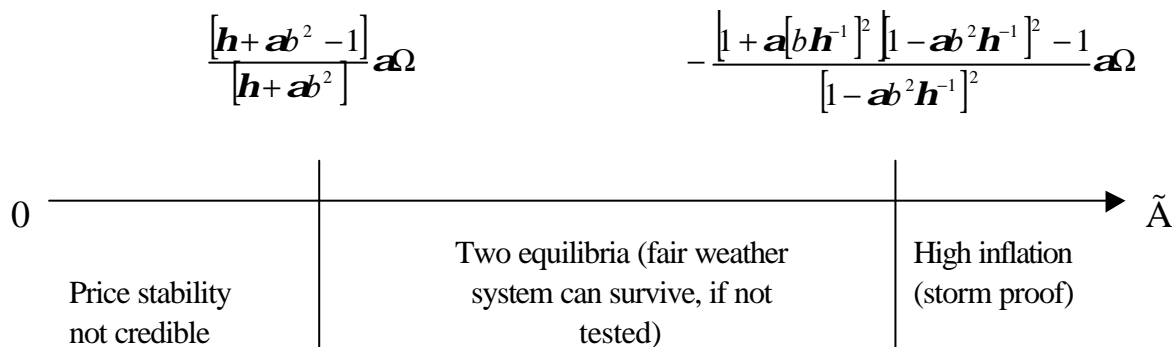 [h + ab² − 1]
[h + ab²]
aΩ
− [1 + a[bh⁻¹]²][1 − ab²h⁻¹]² − 1
[1 − ab²h⁻¹]²
aΩ
0
Ã
Price stability
not credible
Two equilibria (fair weather
system can survive, if not
tested)
High inflation
(storm proof)